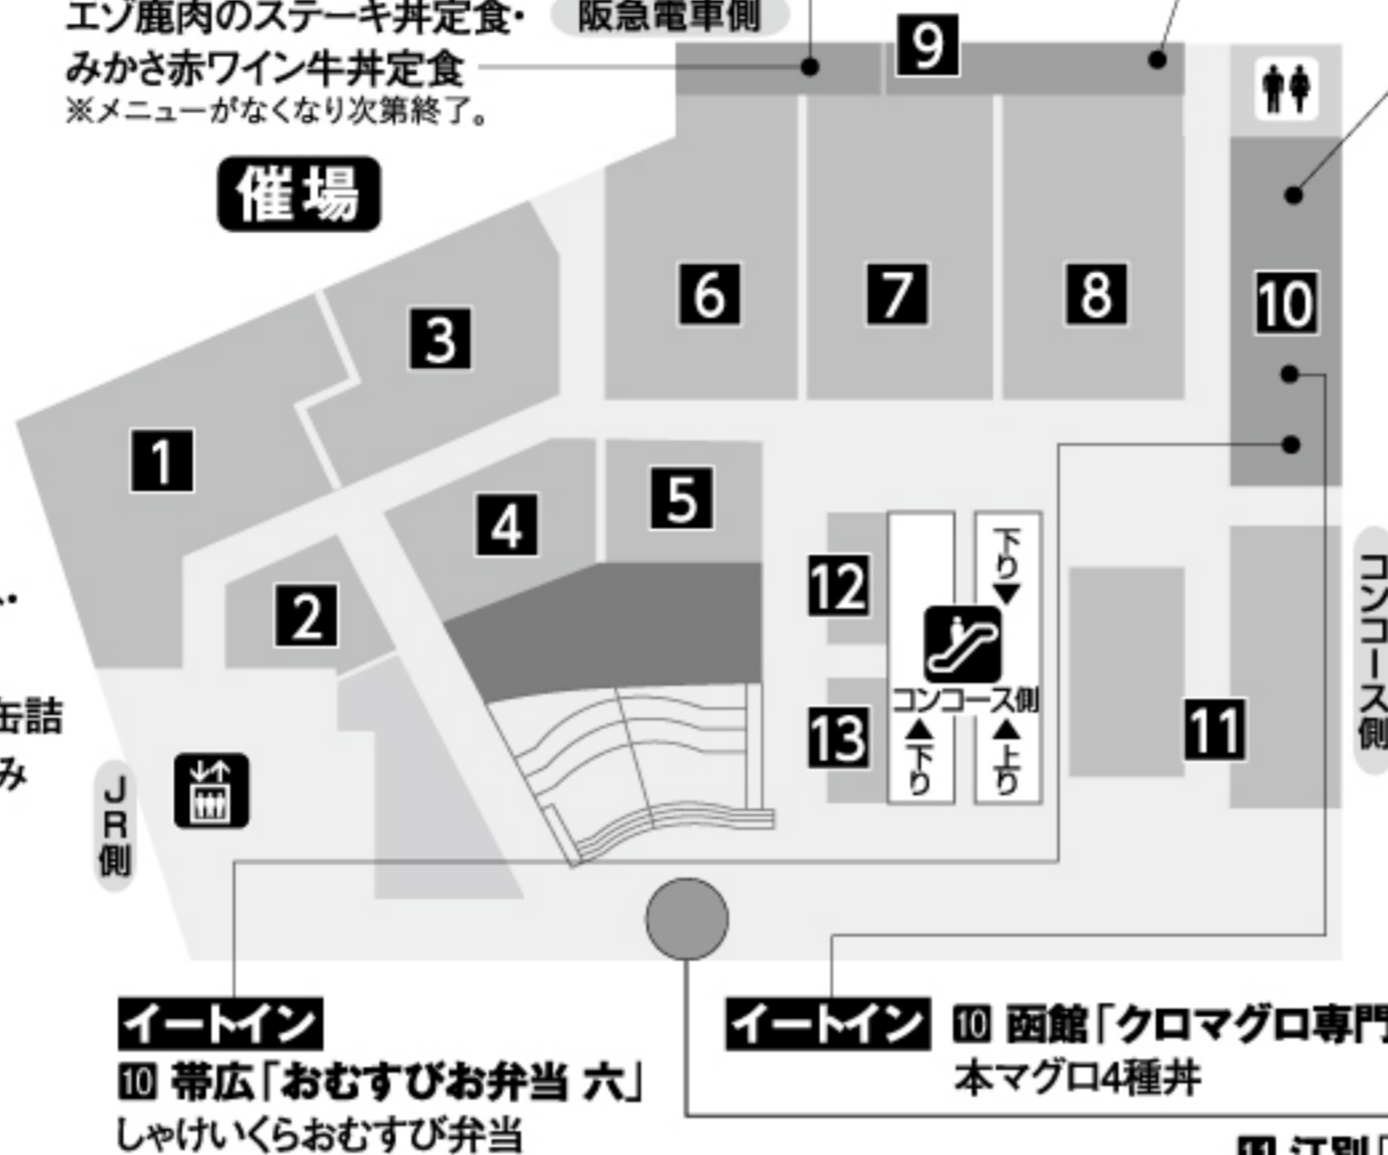 エゾ鹿肉のステーキ丼定食・
みかさ赤ワイン牛丼定食
※メニューがなくなり次第終了。
阪急電車側
催場
9
6
7
8
10
3
1
4
5
2
12
13
11
下り
コンコース側
下り
上り
コンコース側
缶詰
み
JR側
イートイン
10 帯広「おむすびお弁当 六」
しゃけいくらおむすび弁当
イートイン
10 函館「クロマグロ専門
本マグロ4種丼
11 江別「